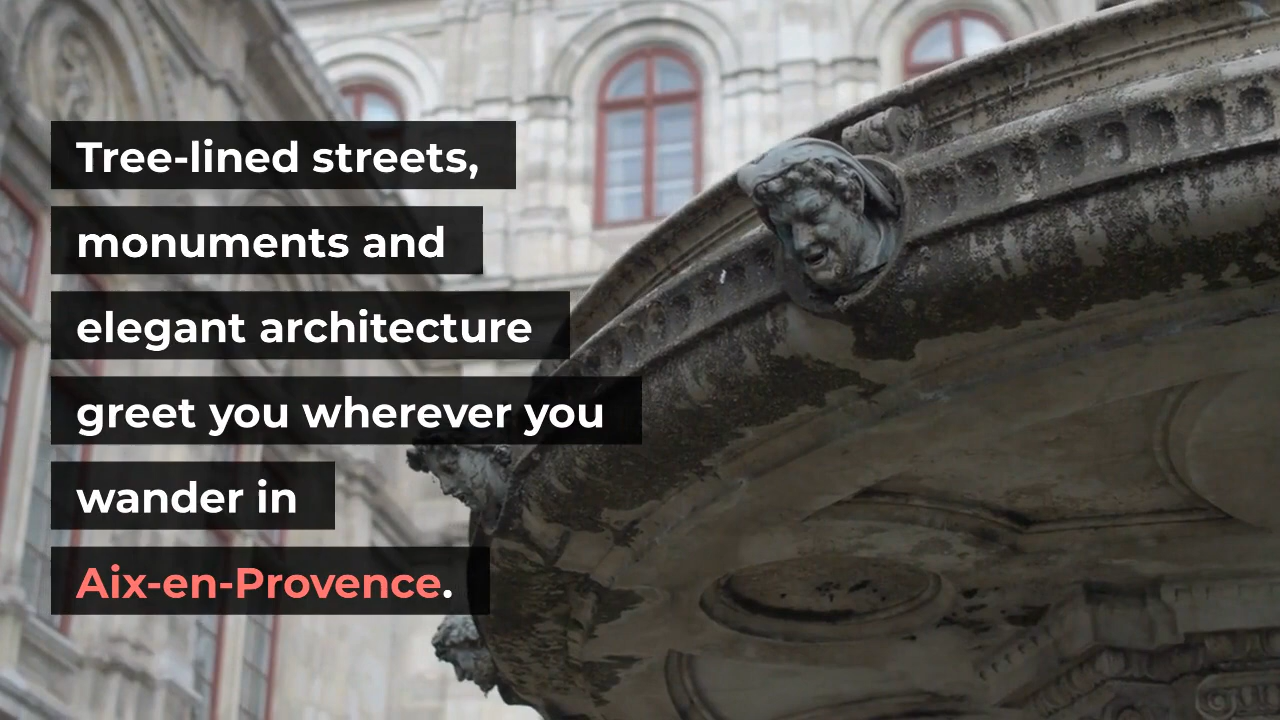 Tree-lined streets,
monuments and
elegant architecture
greet you wherever you
wander in
Aix-en-Provence.